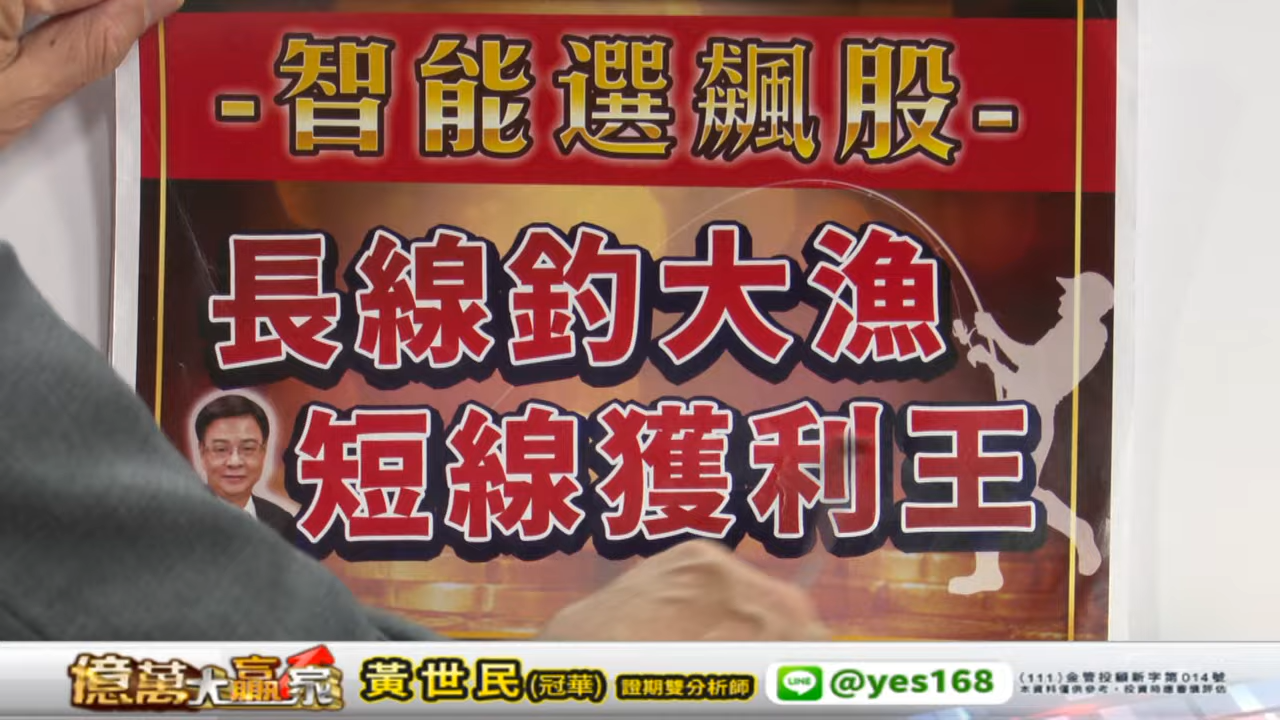 -智能選飆股-
長線釣大漁
短線獲利王
億萬大贏家 黃世民(冠華) 證期雙分析師 LINE @yes168
(111)金管投顧新字第014號
本資料僅供參考，投資時應審慎評估